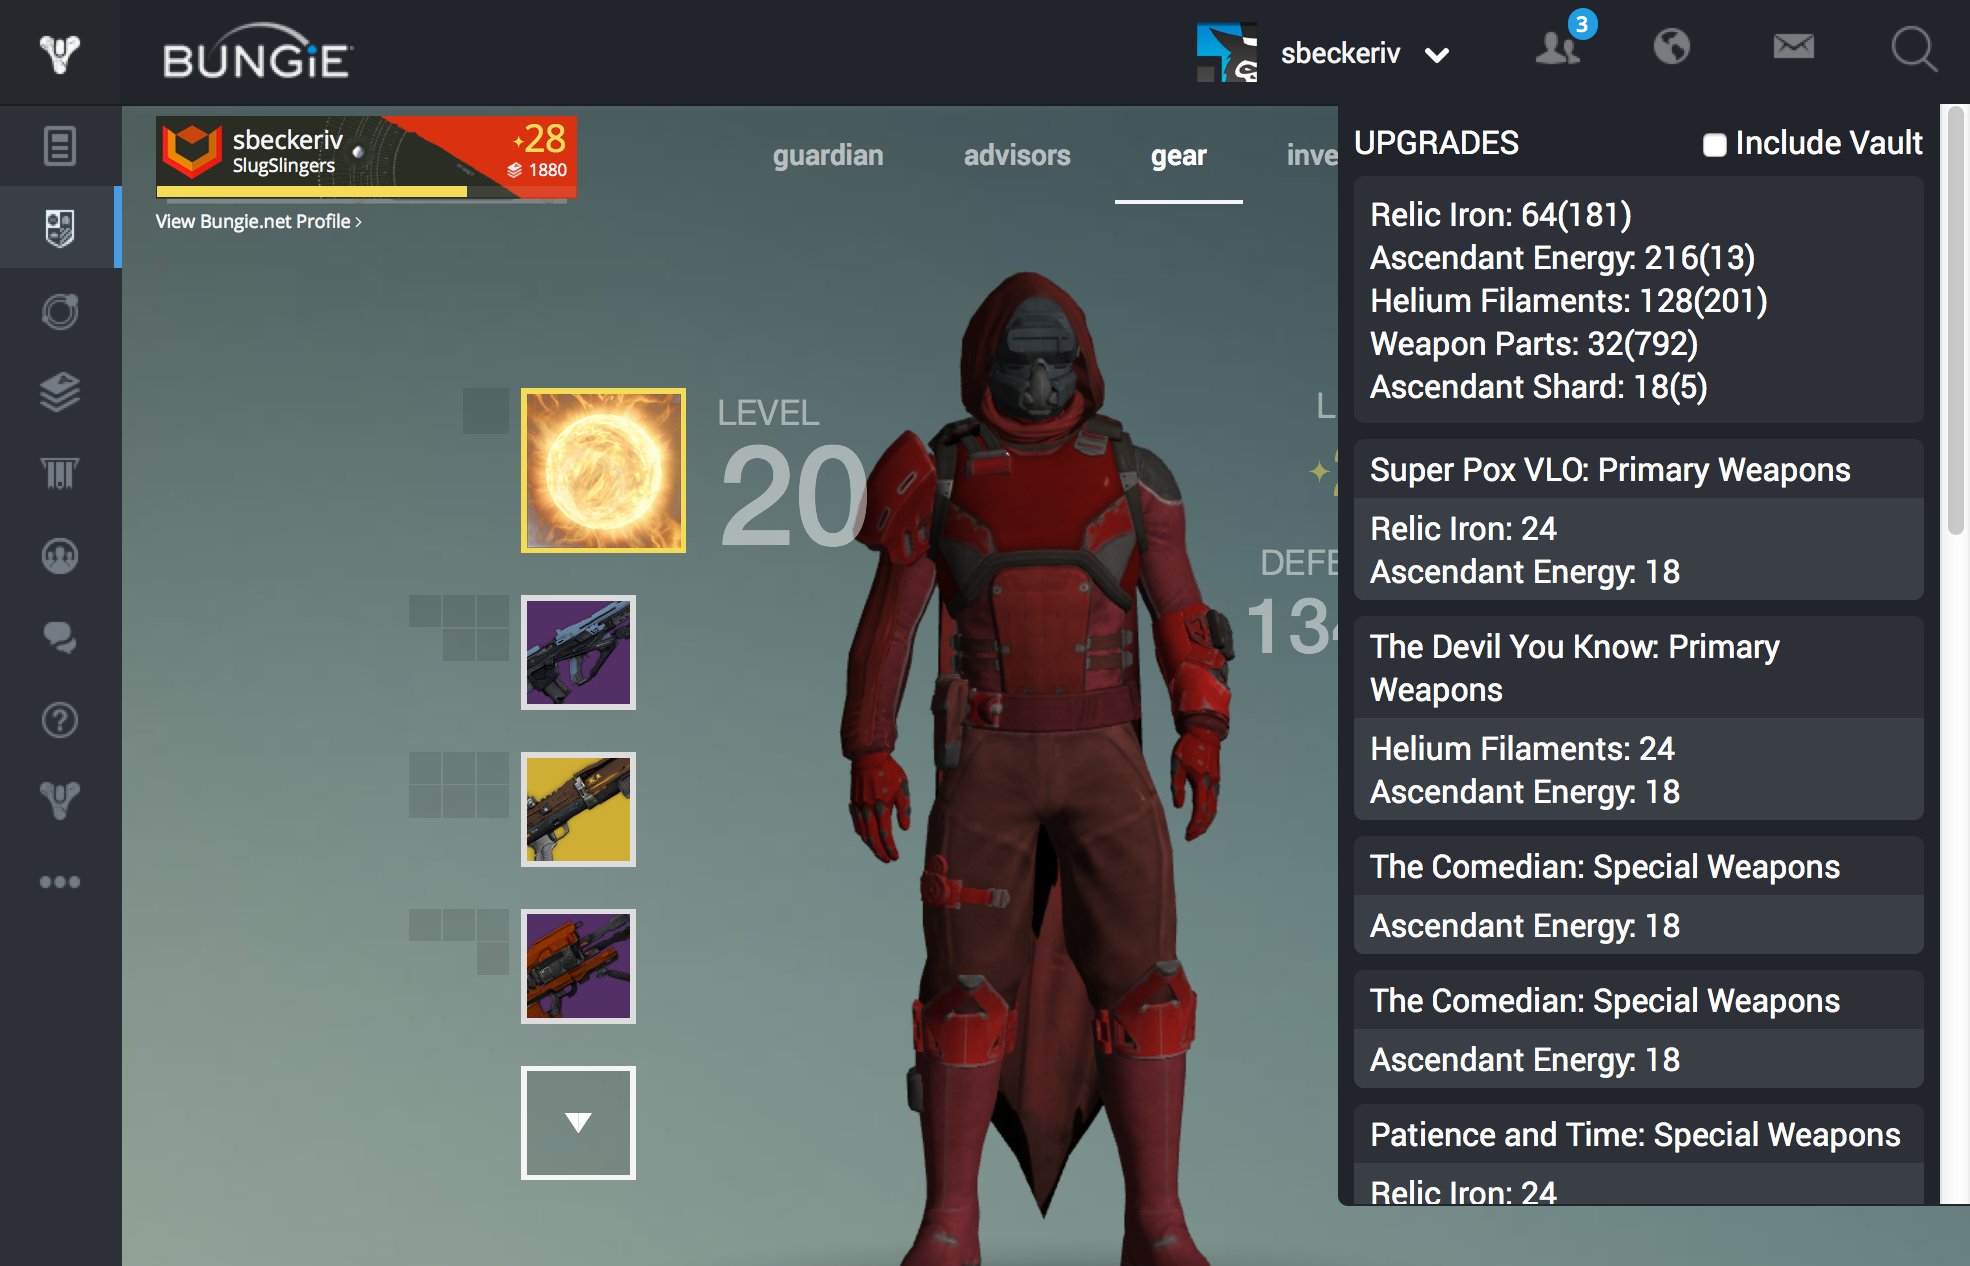 BUNGiE
sbeckeriv
3
sbeckeriv
SlugSlingers
28
1880
View Bungie.net Profile ›
guardian
advisors
gear
inve
LEVEL
20
L
DEFE
UPGRADES
Include Vault
Relic Iron: 64(181)
Ascendant Energy: 216(13)
Helium Filaments: 128(201)
Weapon Parts: 32(792)
Ascendant Shard: 18(5)
Super Pox VLO: Primary Weapons
Relic Iron: 24
Ascendant Energy: 18
The Devil You Know: Primary
Weapons
Helium Filaments: 24
Ascendant Energy: 18
The Comedian: Special Weapons
Ascendant Energy: 18
The Comedian: Special Weapons
Ascendant Energy: 18
Patience and Time: Special Weapons
Relic Iron: 24